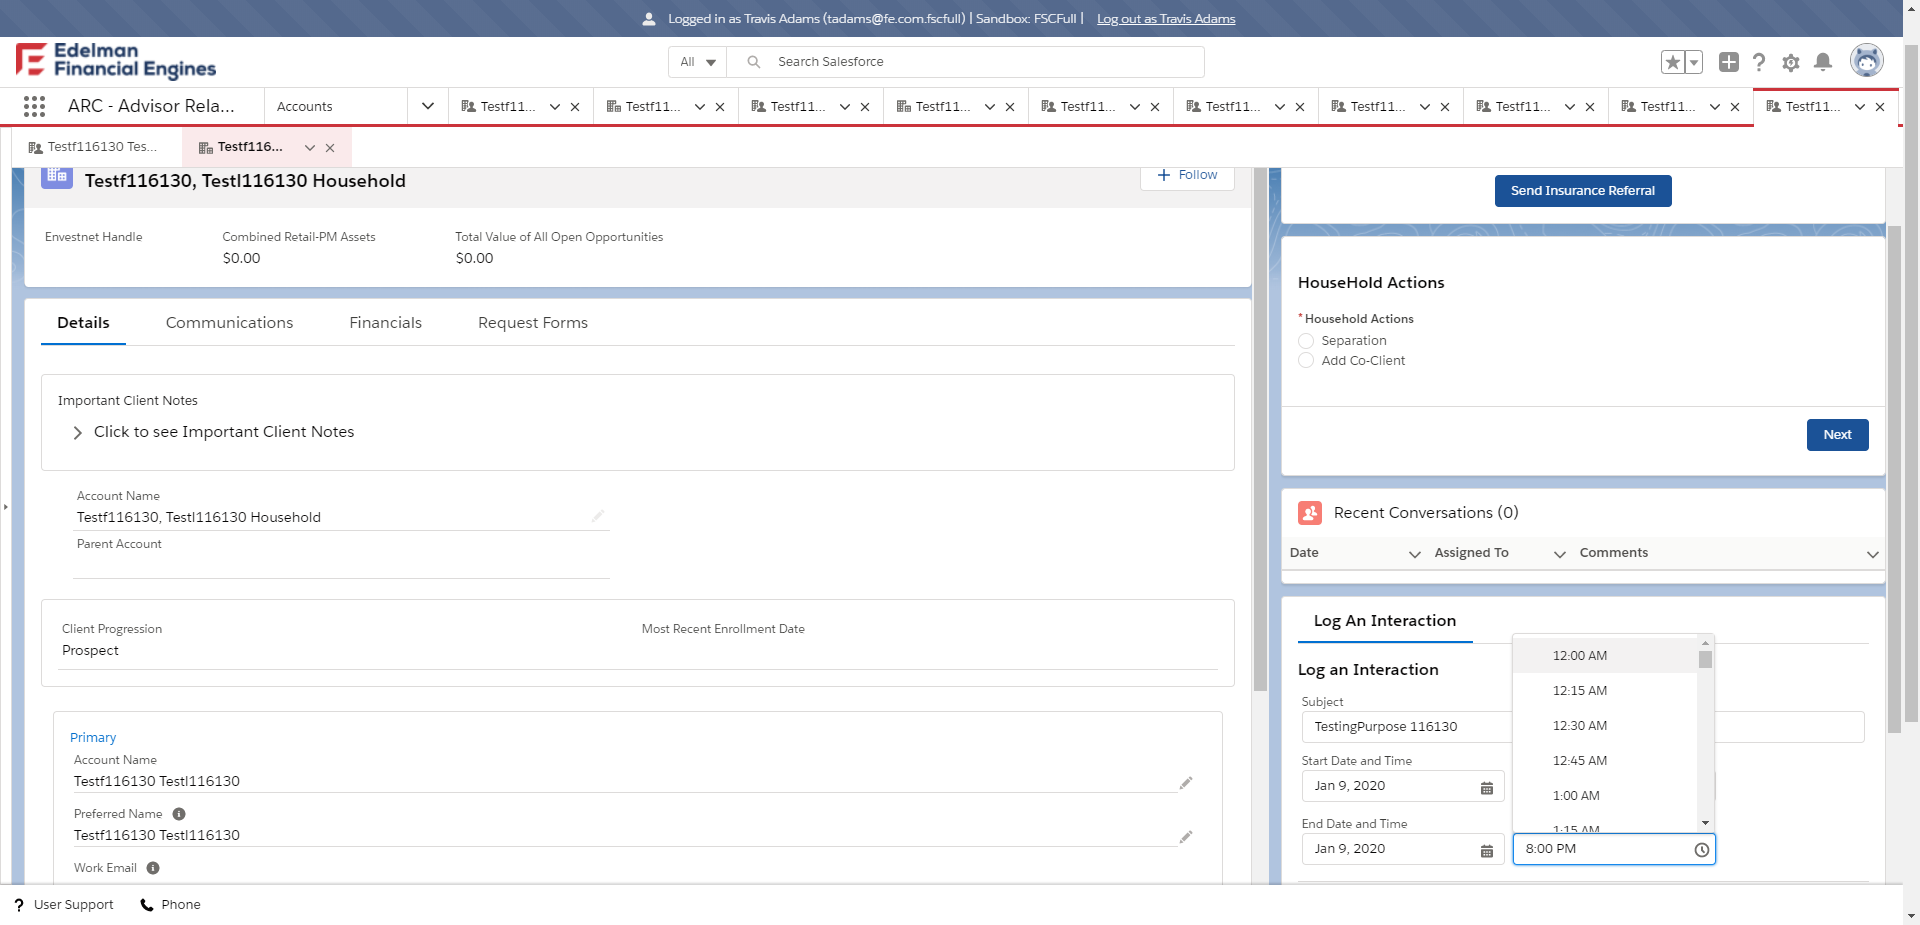 Logged in as Travis Adams (tadams@fe.com.fscfull) | Sandbox: FSCFull | Log out as Travis Adams
Edelman
Financial Engines
All
Search Salesforce
ARC - Advisor Rela...
Accounts
Testf11...
Testf11...
Testf11...
Testf11...
Testf11...
Testf11...
Testf11...
Testf11...
Testf11...
Testf11...
Testf116130 Tes...
Testf116...
Testf116130, Testl116130 Household
Follow
Envestnet Handle
Combined Retail-PM Assets
$0.00
Total Value of All Open Opportunities
$0.00
Details
Communications
Financials
Request Forms
Important Client Notes
Click to see Important Client Notes
Account Name
Testf116130, Testl116130 Household
Parent Account
Client Progression
Prospect
Most Recent Enrollment Date
Primary
Account Name
Testf116130 Testl116130
Preferred Name
Testf116130 Testl116130
Work Email
Send Insurance Referral
HouseHold Actions
*Household Actions
Separation
Add Co-Client
Next
Recent Conversations (0)
Date
Assigned To
Comments
Log An Interaction
Log an Interaction
Subject
TestingPurpose 116130
Start Date and Time
Jan 9, 2020
End Date and Time
Jan 9, 2020
12:00 AM
12:15 AM
12:30 AM
12:45 AM
1:00 AM
1:15 AM
8:00 PM
User Support
Phone